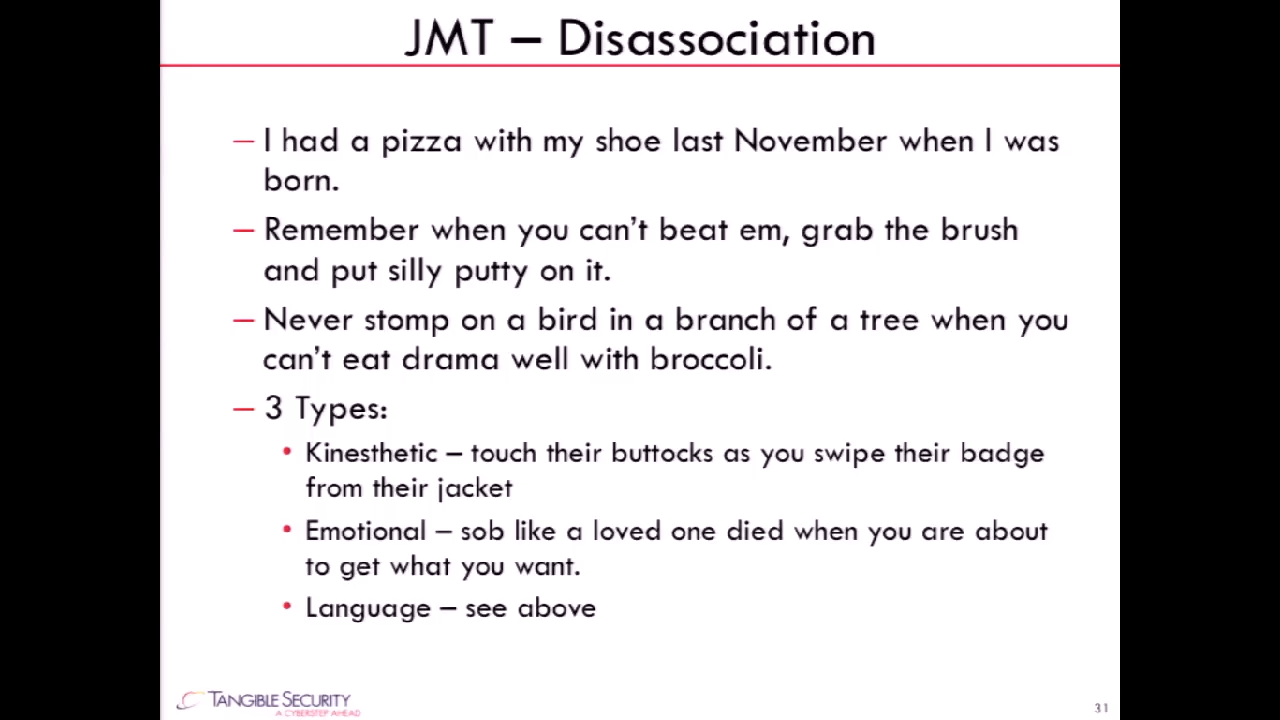 JMT – Disassociation
– I had a pizza with my shoe last November when I was
born.
– Remember when you can't beat em, grab the brush
and put silly putty on it.
– Never stomp on a bird in a branch of a tree when you
can't eat drama well with broccoli.
– 3 Types:
• Kinesthetic – touch their buttocks as you swipe their badge
from their jacket
• Emotional – sob like a loved one died when you are about
to get what you want.
• Language – see above
TANGIBLE SECURITY
A CYBERSTEP AHEAD
31